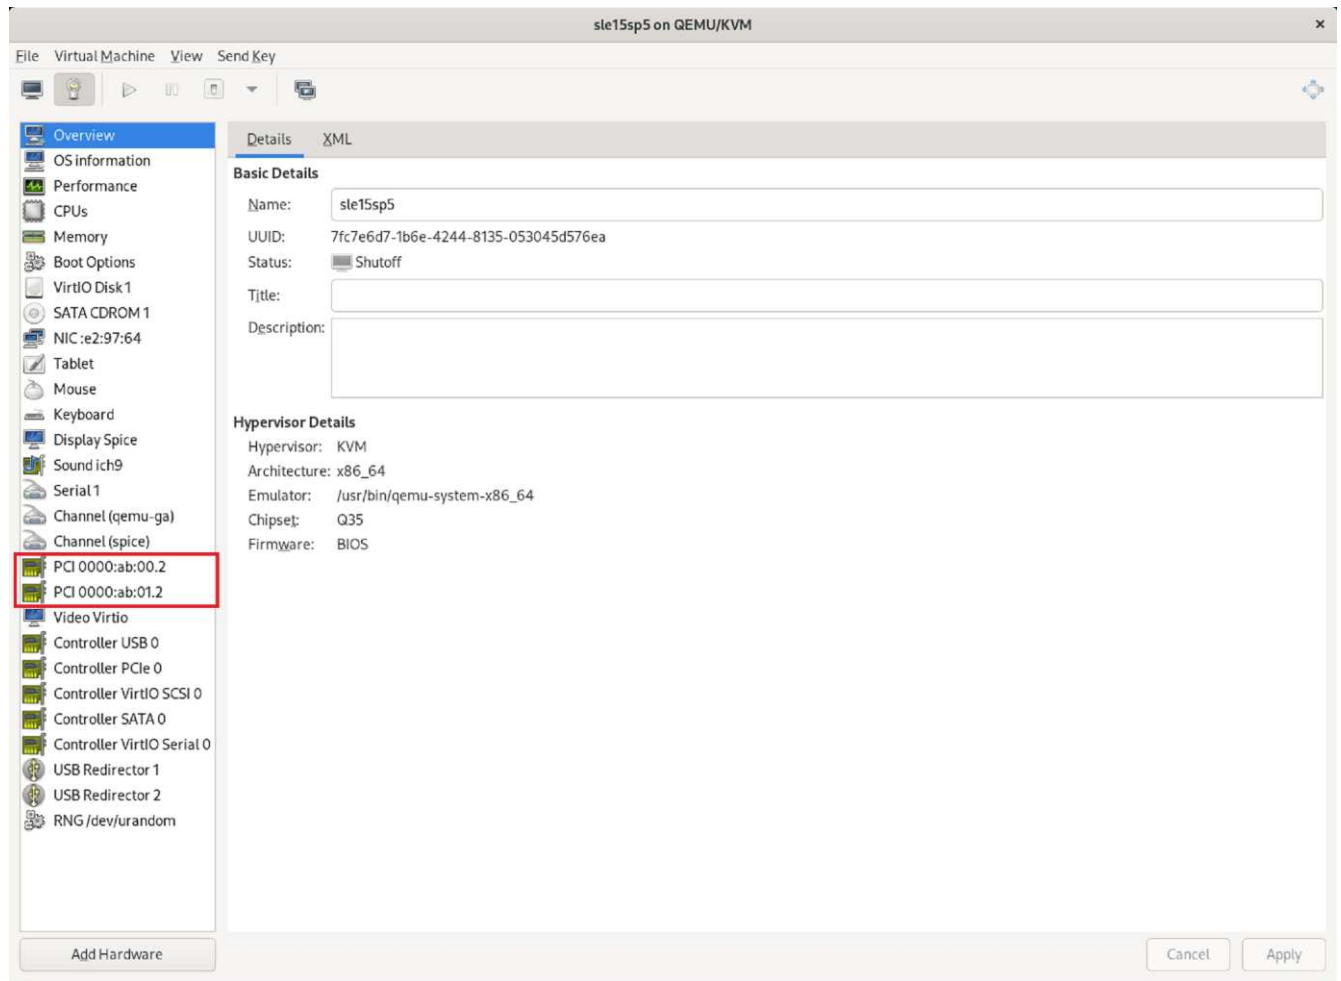 sle15sp5 on QEMU/KVM
File Virtual Machine View Send Key
Overview
OS information
Performance
CPUs
Memory
Boot Options
VirtIO Disk 1
SATA CDROM 1
NIC :e2:97:64
Tablet
Mouse
Keyboard
Display Spice
Sound ich9
Serial 1
Channel (qemu-ga)
Channel (spice)
PCI 0000:ab:00.2
PCI 0000:ab:01.2
Video Virtio
Controller USB 0
Controller PCIe 0
Controller VirtIO SCSI 0
Controller SATA 0
Controller VirtIO Serial 0
USB Redirector 1
USB Redirector 2
RNG /dev/urandom
Add Hardware
Details XML
Basic Details
Name: sle15sp5
UUID: 7fc7e6d7-1b6e-4244-8135-053045d576ea
Status: Shutoff
Title:
Description:
Hypervisor Details
Hypervisor: KVM
Architecture: x86_64
Emulator: /usr/bin/qemu-system-x86_64
Chipset: Q35
Firmware: BIOS
Cancel Apply